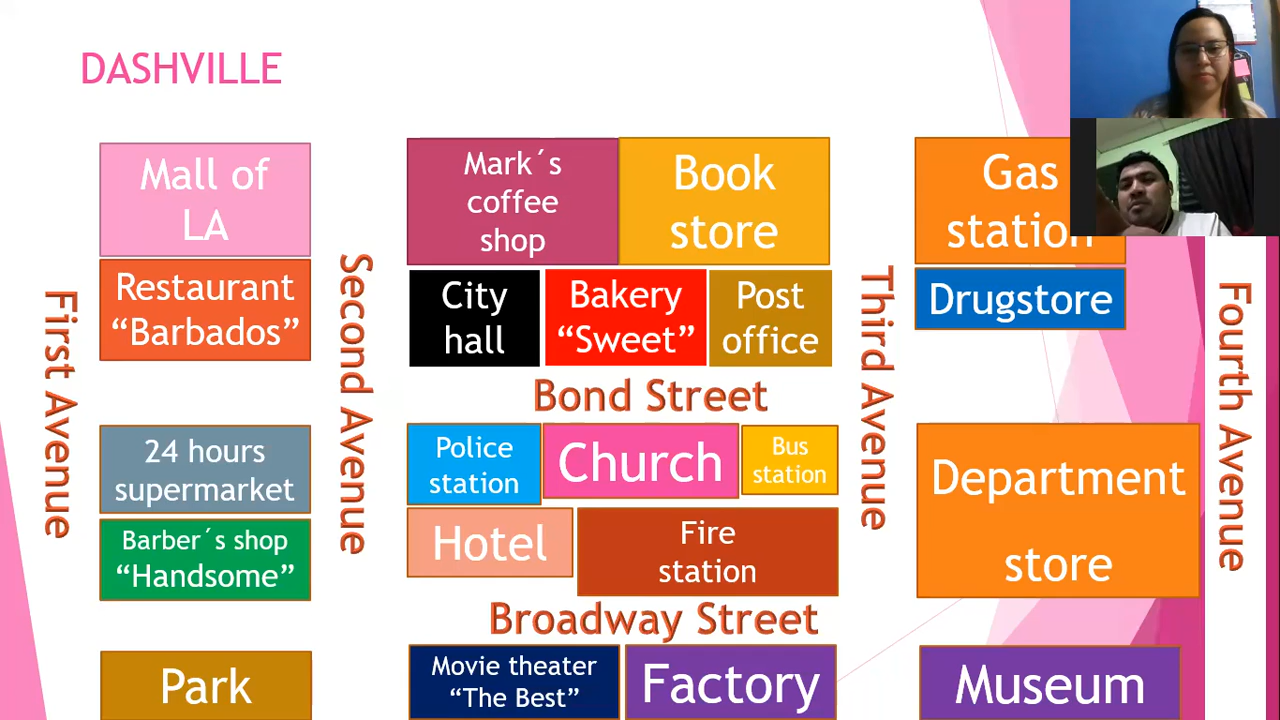 DASHVILLE
Mall of
LA
Mark´s
coffee
shop
Book
store
Gas
station
Restaurant
“Barbados”
City
hall
Bakery
“Sweet”
Post
office
Drugstore
First Avenue
Second Avenue
Third Avenue
Fourth Avenue
Bond Street
24 hours
supermarket
Police
station
Church
Bus
station
Department
store
Barber´s shop
“Handsome”
Hotel
Fire
station
Broadway Street
Park
Movie theater
“The Best”
Factory
Museum